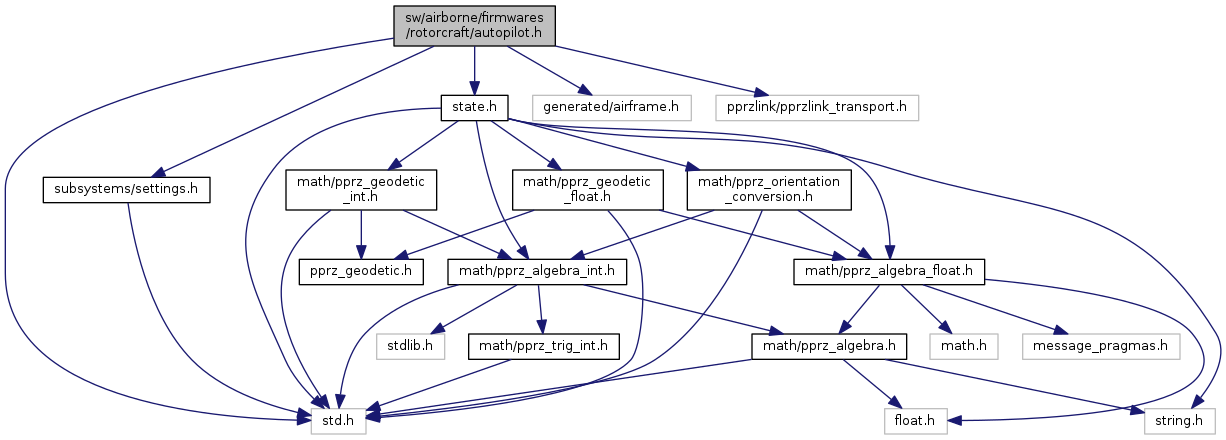 sw/airborne/firmwares
/rotorcraft/autopilot.h
state.h
generated/airframe.h
pprzlink/pprzlink_transport.h
subsystems/settings.h
math/pprz_geodetic
_int.h
math/pprz_geodetic
_float.h
math/pprz_orientation
_conversion.h
pprz_geodetic.h
math/pprz_algebra_int.h
math/pprz_algebra_float.h
stdlib.h
math/pprz_trig_int.h
math/pprz_algebra.h
math.h
message_pragmas.h
std.h
float.h
string.h